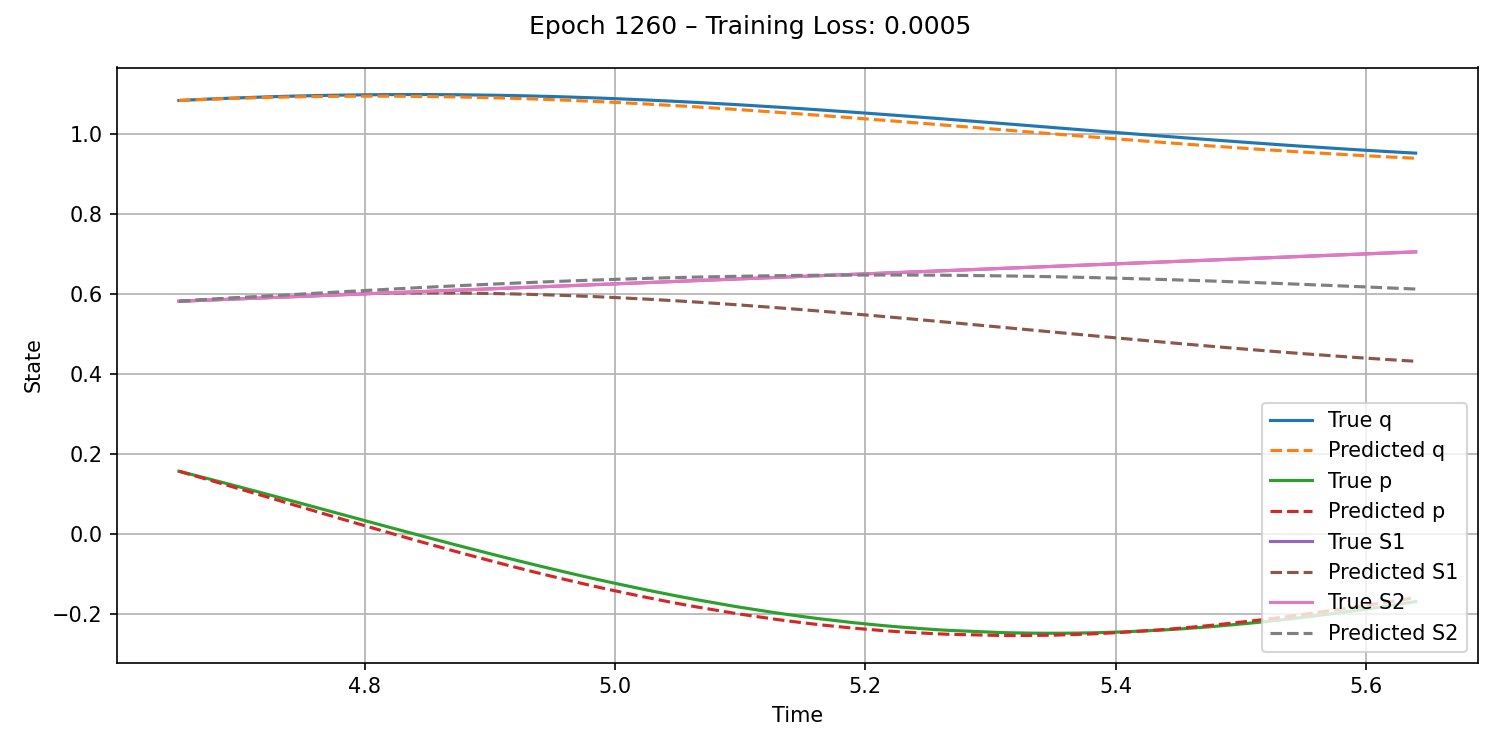 Epoch 1260 – Training Loss: 0.0005
1.0
0.8
0.6
0.4
0.2
0.0
−0.2
State
4.8
5.0
5.2
5.4
5.6
Time
True q
Predicted q
True p
Predicted p
True S1
Predicted S1
True S2
Predicted S2